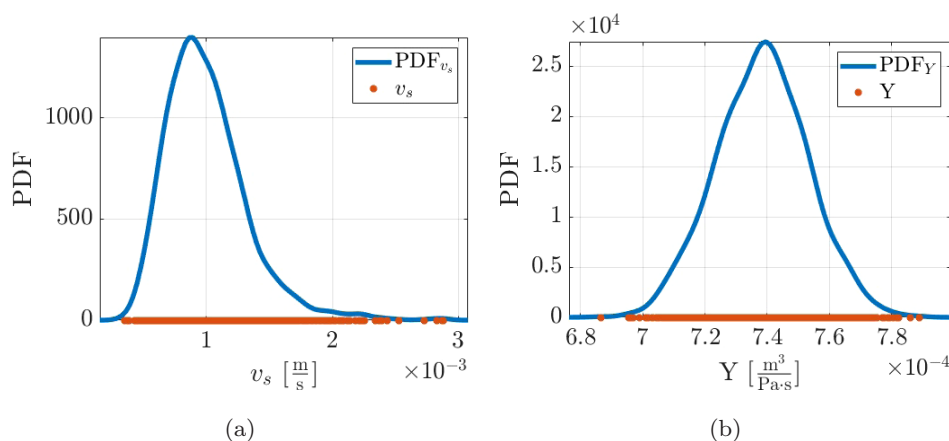 PDF
1000
500
0
PDF_{v_s}
v_s
1
2
3
v_s [m/s]
×10^{-3}
(a)
×10^4
PDF
2.5
2
1.5
1
0.5
0
PDF_Y
Y
6.8
7
7.2
7.4
7.6
7.8
Y [m^3/Pa·s]
×10^{-4}
(b)